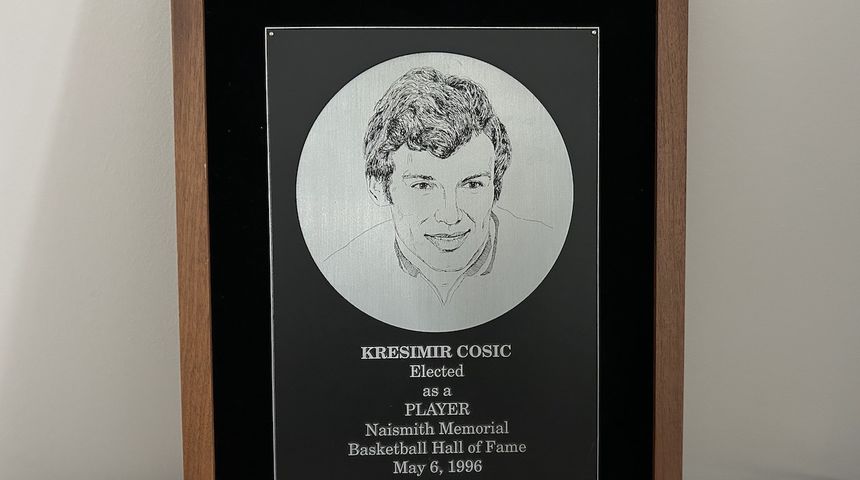 KRESIMIR COSIC
Elected
as a
PLAYER
Naismith Memorial
Basketball Hall of Fame
May 6, 1996